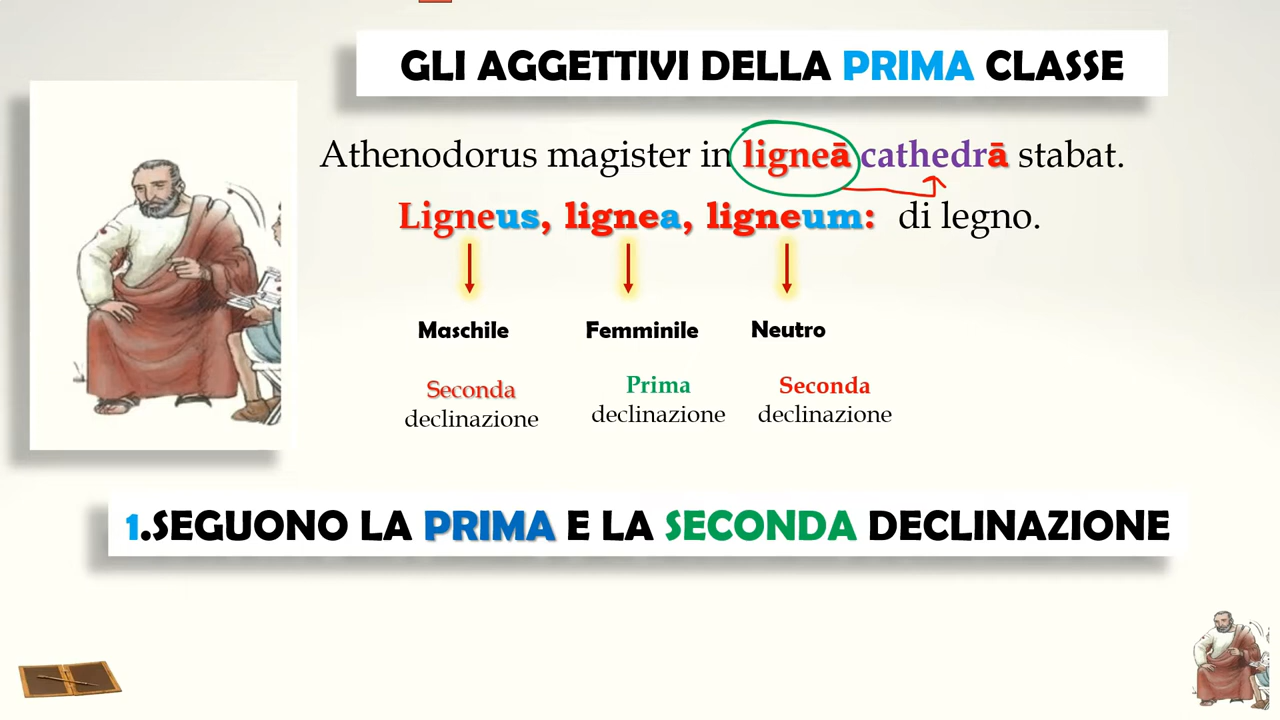 GLI AGGETTIVI DELLA PRIMA CLASSE
Athenodorus magister in ligneā cathedrā stabat.
Ligneus, lignea, ligneum: di legno.
Maschile Femminile Neutro
Seconda Prima Seconda
declinazione declinazione declinazione
1.SEGUONO LA PRIMA E LA SECONDA DECLINAZIONE